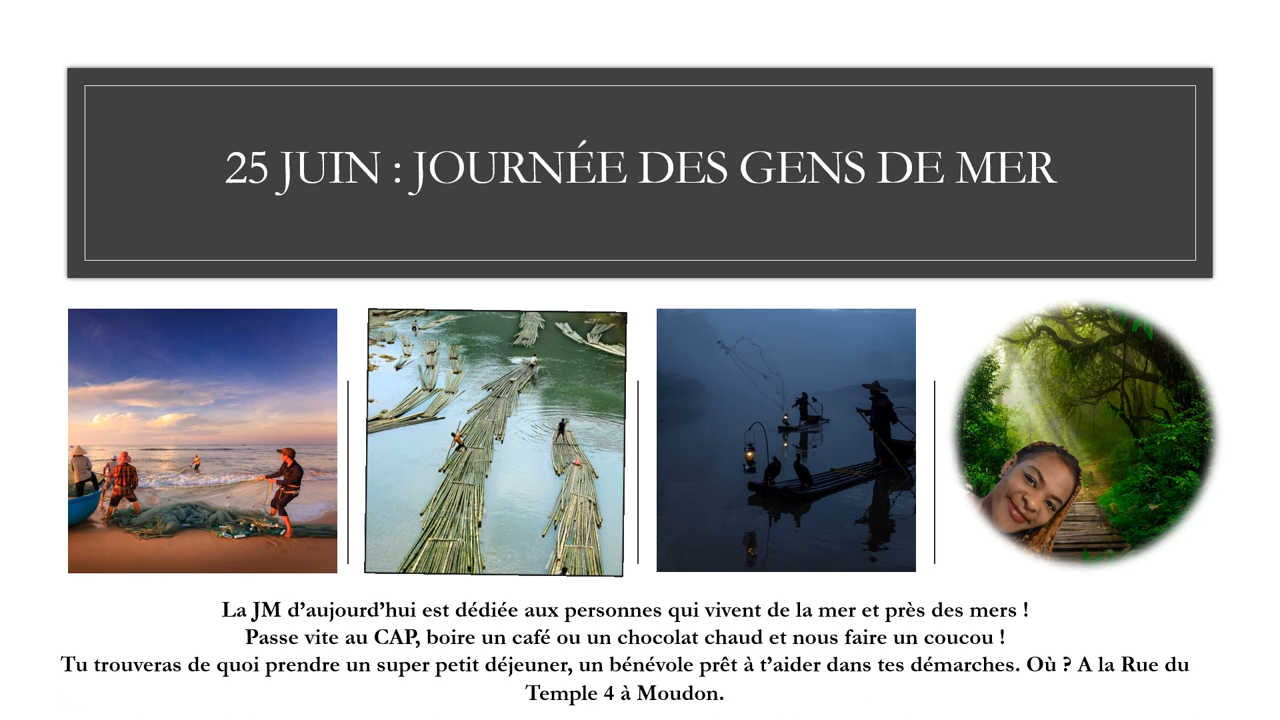 25 JUIN : JOURNÉE DES GENS DE MER
La JM d’aujourd’hui est dédiée aux personnes qui vivent de la mer et près des mers !
Passe vite au CAP, boire un café ou un chocolat chaud et nous faire un coucou !
Tu trouveras de quoi prendre un super petit déjeuner, un bénévole prêt à t’aider dans tes démarches. Où ? A la Rue du
Temple 4 à Moudon.